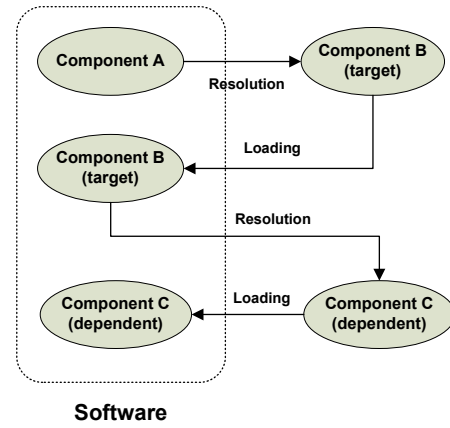 Component A
Component B
(target)
Resolution
Loading
Component B
(target)
Resolution
Component C
(dependent)
Loading
Component C
(dependent)
Software